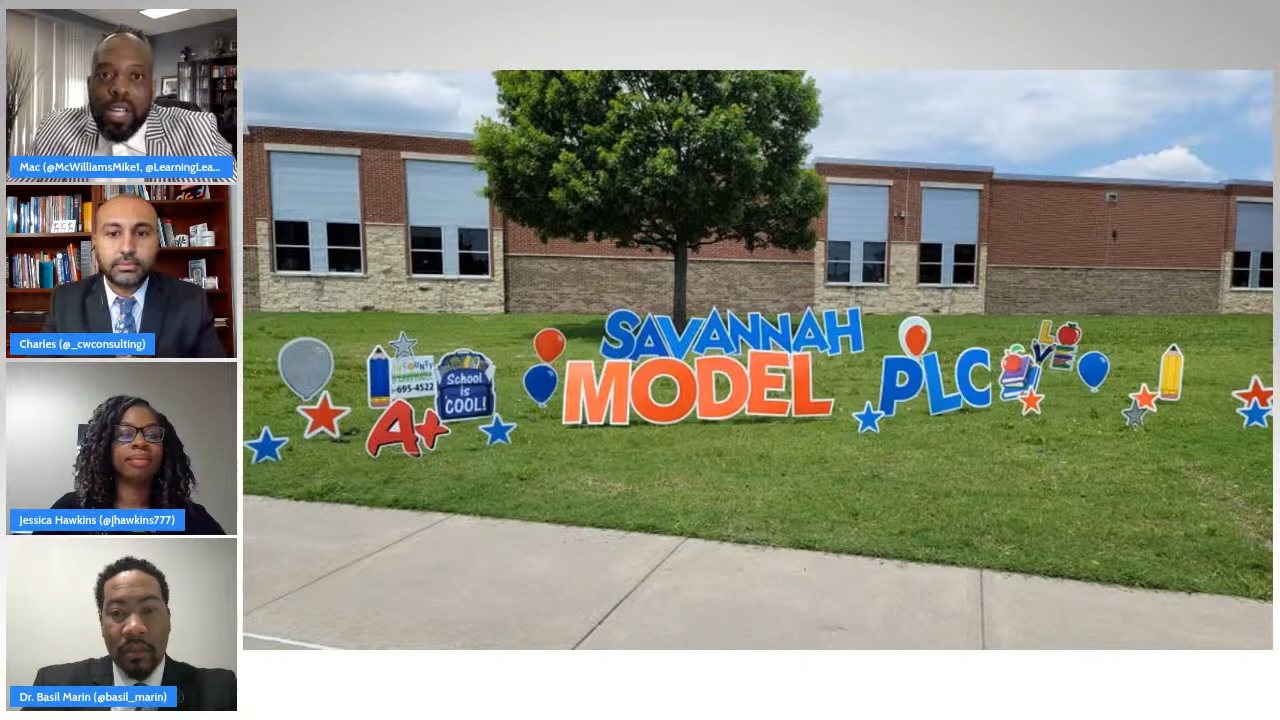 Mac (@McWilliamsMike1, @LearningLea...
Charles (@_cwconsulting)
Jessica Hawkins (@jhawkins777)
Dr. Basil Marin (@basil_marin)
SAVANNAH
MODEL PLC
COUNTY
695-4522
School
is
COOL!
A+